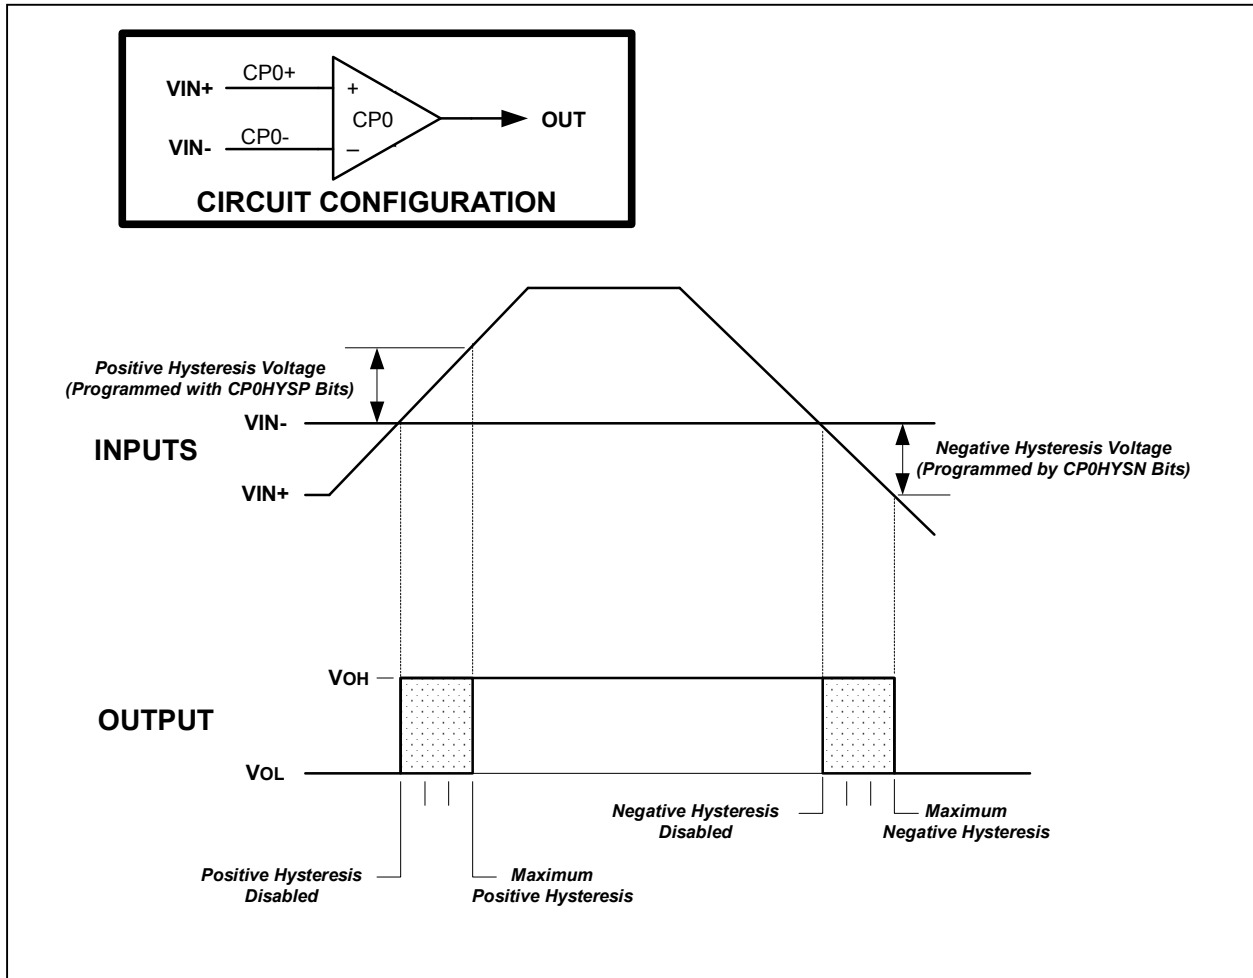 VIN+
CP0+
+
CP0
OUT
VIN-
CP0-
–
CIRCUIT CONFIGURATION
Positive Hysteresis Voltage
(Programmed with CP0HYSP Bits)
VIN-
INPUTS
VIN+
Negative Hysteresis Voltage
(Programmed by CP0HYSN Bits)
VOH
OUTPUT
VOL
Negative Hysteresis
Disabled
Maximum
Negative Hysteresis
Positive Hysteresis
Disabled
Maximum
Positive Hysteresis